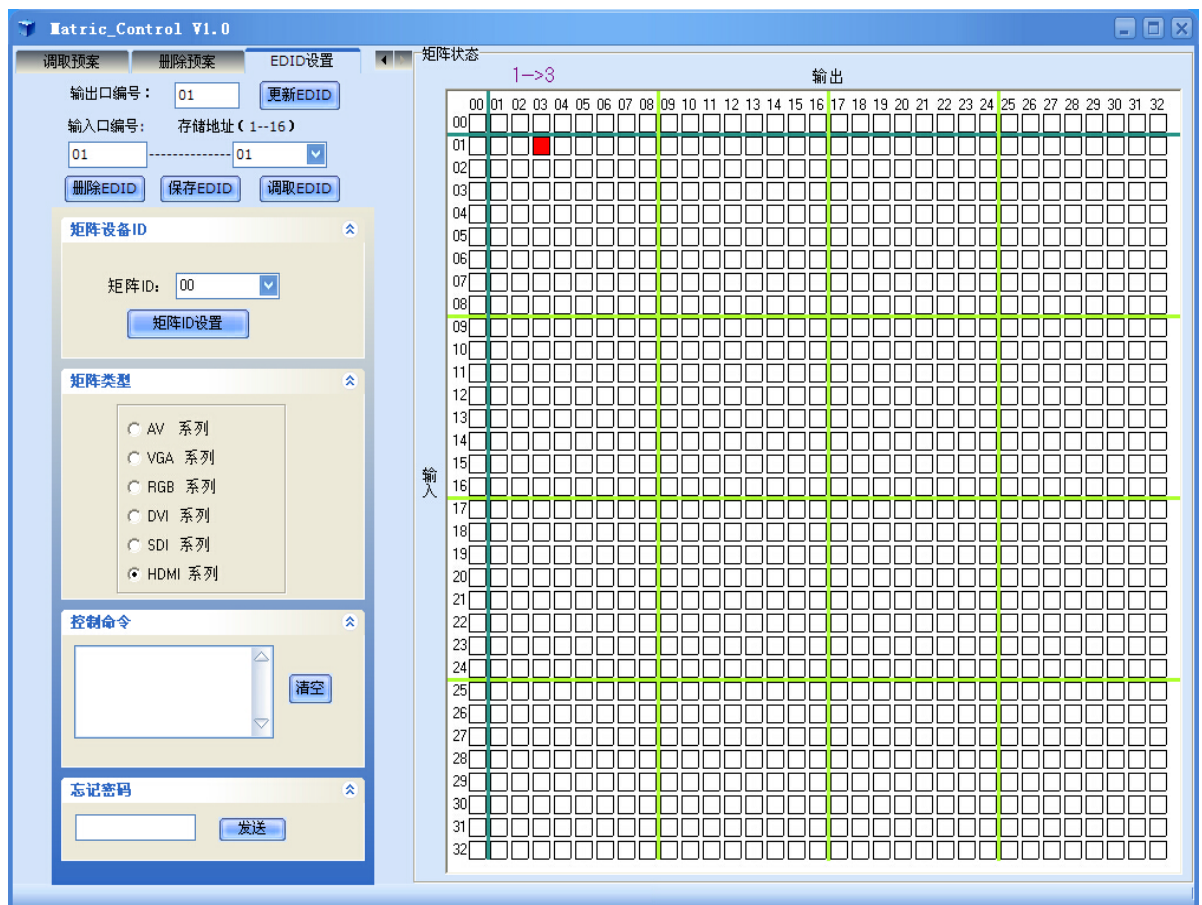 Matric_Control V1.0
调取预案 删除预案 EDID设置
输出口编号： 01 更新EDID
输入口编号： 存储地址（1--16）
01 -------------- 01
删除EDID 保存EDID 调取EDID
矩阵设备ID
矩阵ID： 00
矩阵ID设置
矩阵类型
AV 系列
VGA 系列
RGB 系列
DVI 系列
SDI 系列
HDMI 系列
控制命令
清空
忘记密码
发送
矩阵状态
1-->3 输出
00 01 02 03 04 05 06 07 08 09 10 11 12 13 14 15 16 17 18 19 20 21 22 23 24 25 26 27 28 29 30 31 32
输入
00
01
02
03
04
05
06
07
08
09
10
11
12
13
14
15
16
17
18
19
20
21
22
23
24
25
26
27
28
29
30
31
32